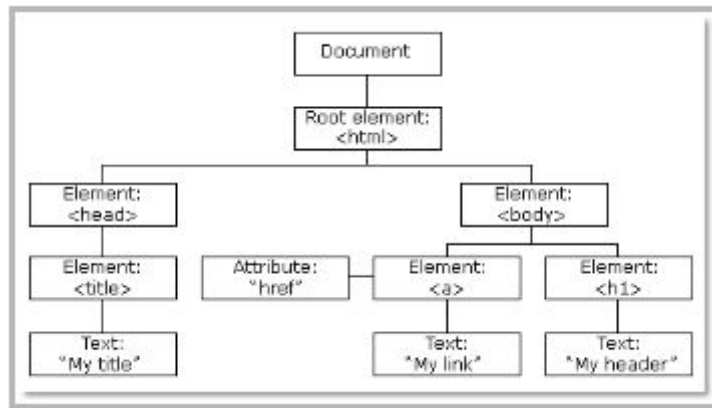 Document
Root element:
<html>
Element:
<head>
Element:
<body>
Element:
<title>
Attribute:
"href"
Element:
<a>
Element:
<h1>
Text:
"My title"
Text:
"My link"
Text:
"My header"